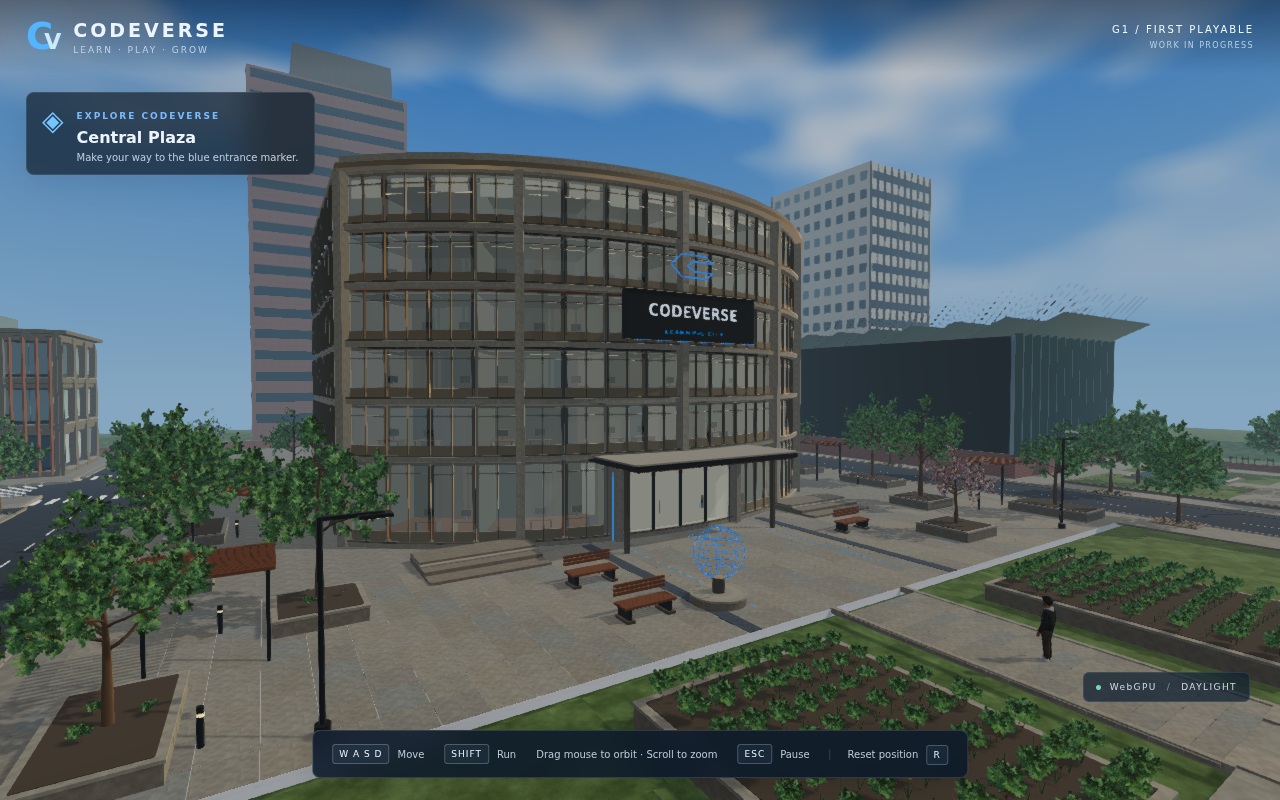 CV CODEVERSE
LEARN · PLAY · GROW
G1 / FIRST PLAYABLE
WORK IN PROGRESS
EXPLORE CODEVERSE
Central Plaza
Make your way to the blue entrance marker.
CODEVERSE
WebGPU / DAYLIGHT
W A S D Move SHIFT Run Drag mouse to orbit · Scroll to zoom ESC Pause Reset position R